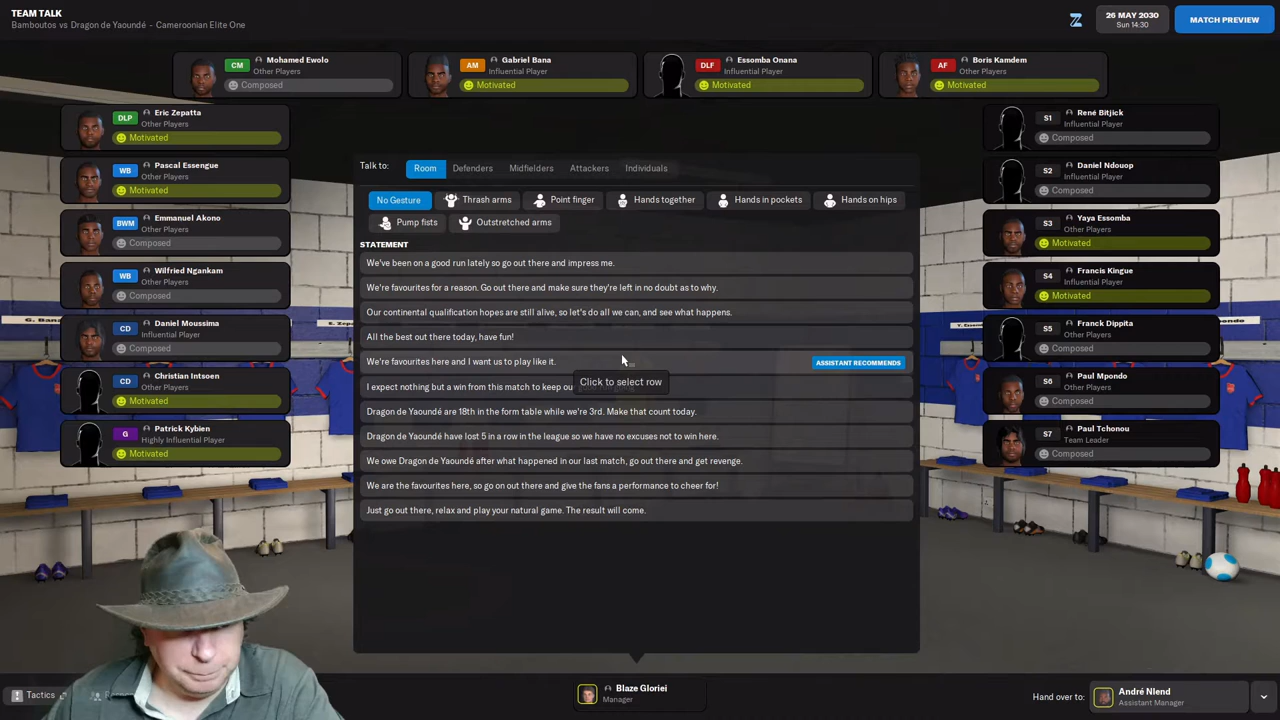 TEAM TALK
Bamboutos vs Dragon de Yaoundé - Cameroonian Elite One
26 MAY 2030
Sun 14:30
MATCH PREVIEW
CM Mohamed Ewolo
Other Players
Composed
AM Gabriel Bana
Influential Player
Motivated
DLF Essomba Onana
Influential Player
Motivated
AF Boris Kamdem
Other Players
Motivated
DLP Eric Zepatta
Other Players
Motivated
WB Pascal Essengue
Other Players
Motivated
BWM Emmanuel Akono
Other Players
Composed
WB Wilfried Ngankam
Other Players
Composed
CD Daniel Moussima
Influential Player
Composed
CD Christian Intsoen
Other Players
Motivated
G Patrick Kybien
Highly Influential Player
Motivated
Talk to: Room Defenders Midfielders Attackers Individuals
No Gesture Thrash arms Point finger Hands together Hands in pockets Hands on hips
Pump fists Outstretched arms
STATEMENT
We've been on a good run lately so go out there and impress me.
We're favourites for a reason. Go out there and make sure they're left in no doubt as to why.
Our continental qualification hopes are still alive, so let's do all we can, and see what happens.
All the best out there today, have fun!
We're favourites here and I want us to play like it. ASSISTANT RECOMMENDS
Click to select row
I expect nothing but a win from this match to keep ou
Dragon de Yaoundé are 18th in the form table while we're 3rd. Make that count today.
Dragon de Yaoundé have lost 5 in a row in the league so we have no excuses not to win here.
We owe Dragon de Yaoundé after what happened in our last match, go out there and get revenge.
We are the favourites here, so go on out there and give the fans a performance to cheer for!
Just go out there, relax and play your natural game. The result will come.
S1 René Bitjick
Influential Player
Composed
S2 Daniel Ndouop
Influential Player
Composed
S3 Yaya Essomba
Other Players
Motivated
S4 Francis Kingue
Influential Player
Motivated
S5 Franck Dippita
Other Players
Composed
S6 Paul Mpondo
Other Players
Composed
S7 Paul Tchonou
Team Leader
Composed
Tactics
Blaze Gloriei
Manager
Hand over to: André Nlend
Assistant Manager